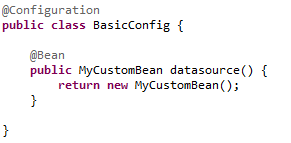 @Configuration
public class BasicConfig {
@Bean
public MyCustomBean datasource() {
return new MyCustomBean();
}
}